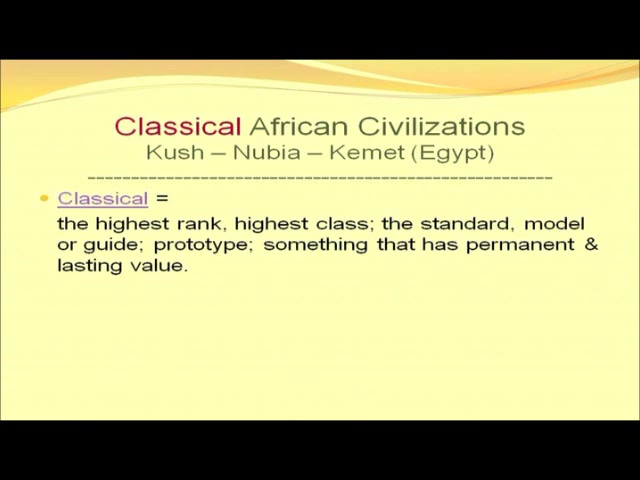 Classical African Civilizations
Kush – Nubia – Kemet (Egypt)
-------------------------------------------------------
• Classical =
the highest rank, highest class; the standard, model
or guide; prototype; something that has permanent &
lasting value.